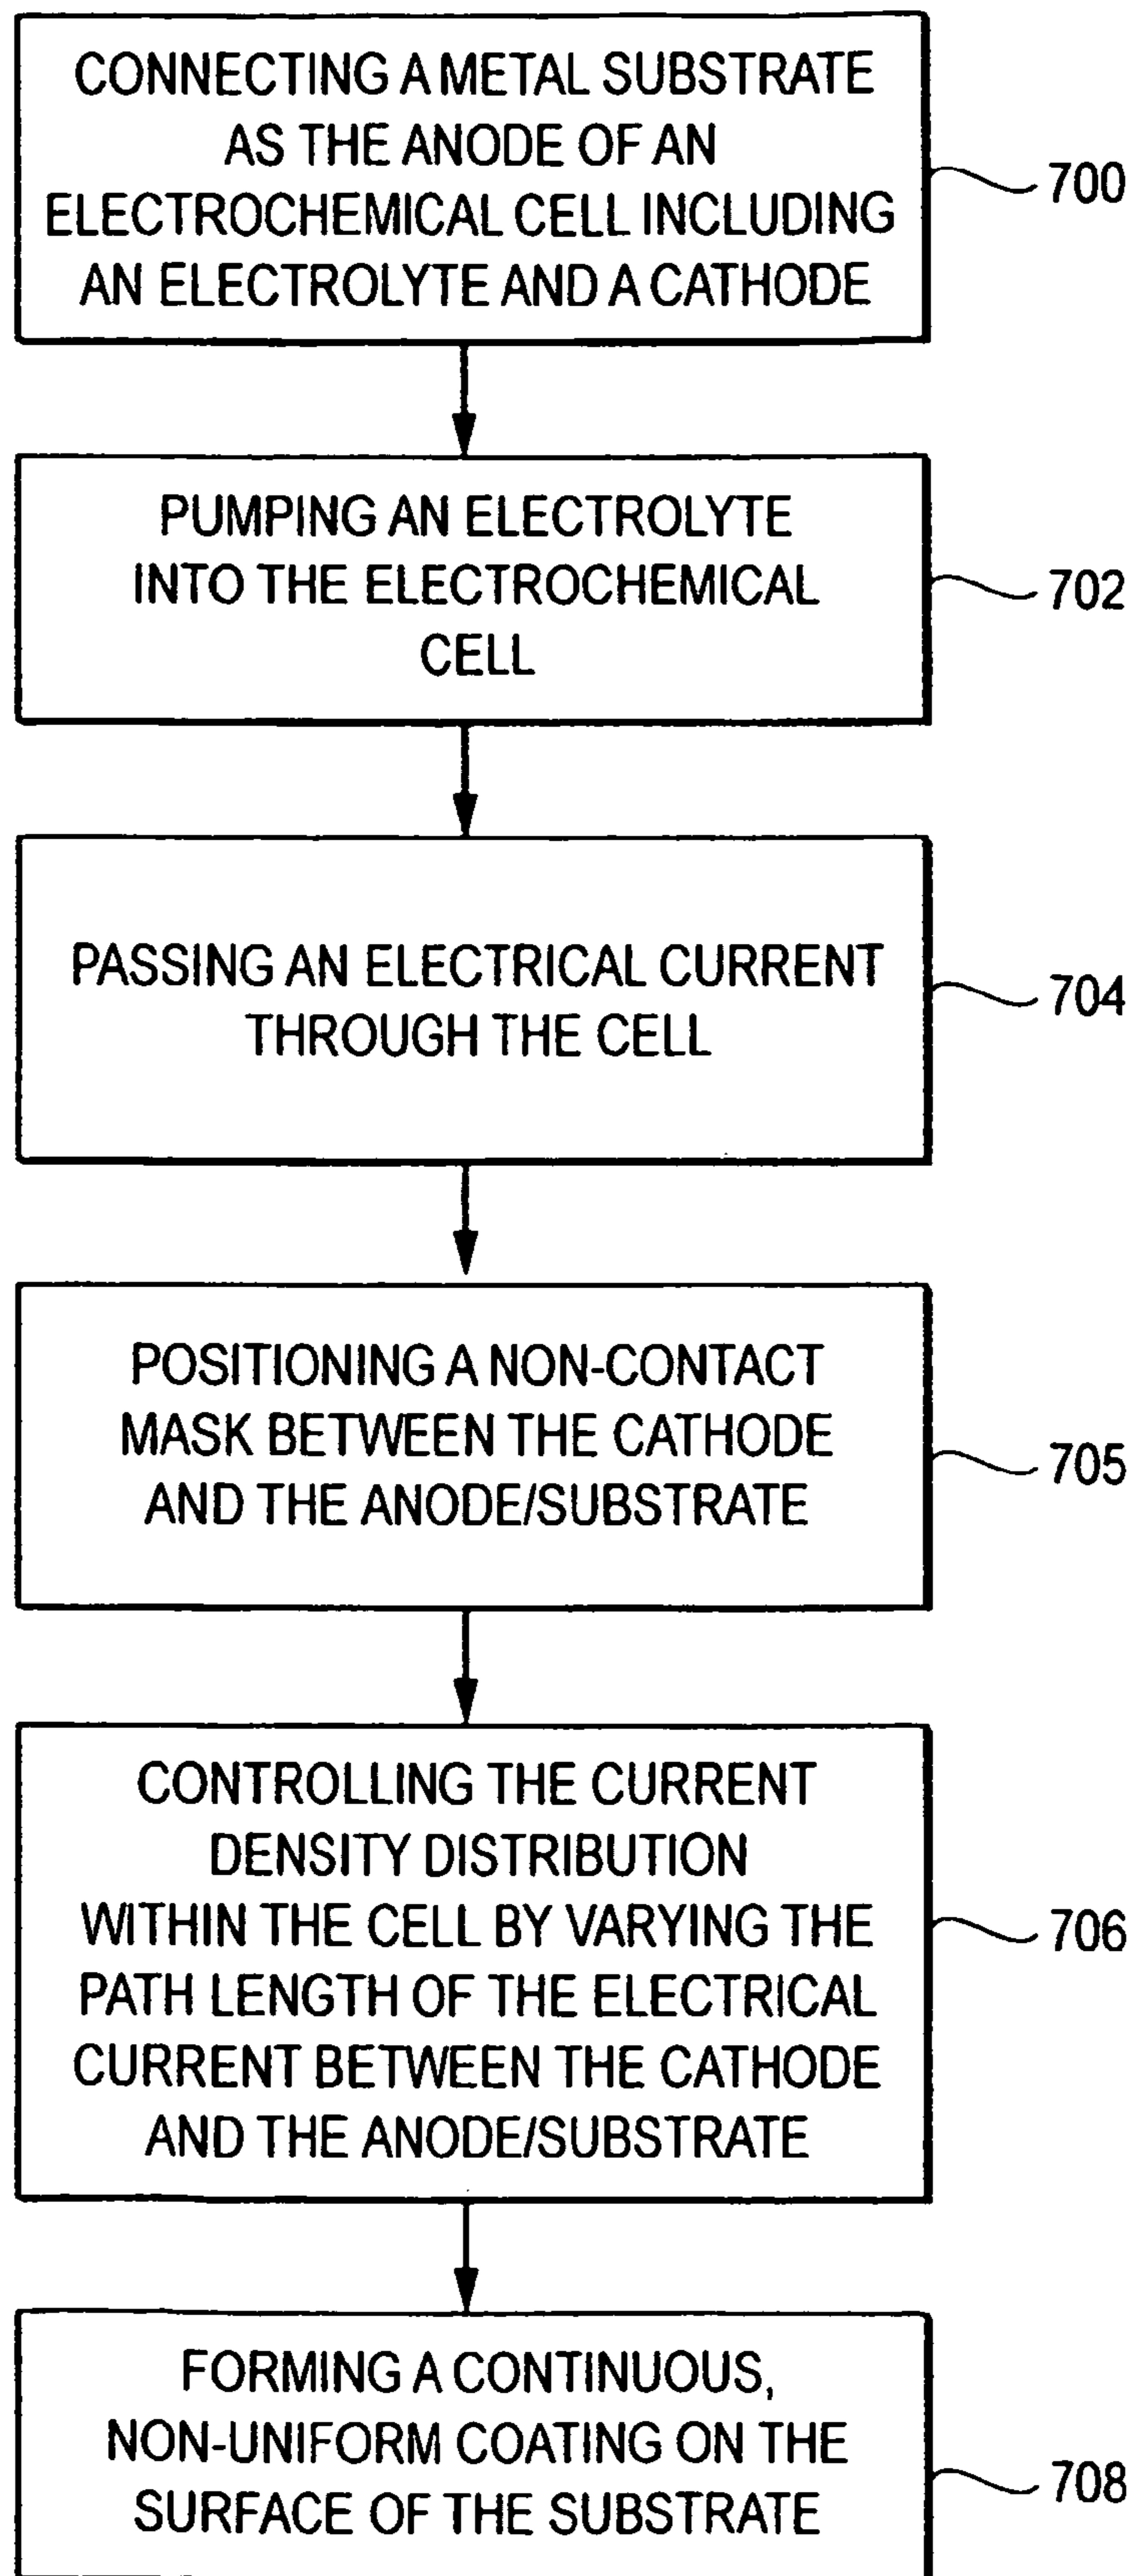 CONNECTING A METAL SUBSTRATE
AS THE ANODE OF AN
ELECTROCHEMICAL CELL INCLUDING
AN ELECTROLYTE AND A CATHODE
700
PUMPING AN ELECTROLYTE
INTO THE ELECTROCHEMICAL
CELL
702
PASSING AN ELECTRICAL CURRENT
THROUGH THE CELL
704
POSITIONING A NON-CONTACT
MASK BETWEEN THE CATHODE
AND THE ANODE/SUBSTRATE
705
CONTROLLING THE CURRENT
DENSITY DISTRIBUTION
WITHIN THE CELL BY VARYING THE
PATH LENGTH OF THE ELECTRICAL
CURRENT BETWEEN THE CATHODE
AND THE ANODE/SUBSTRATE
706
FORMING A CONTINUOUS,
NON-UNIFORM COATING ON THE
SURFACE OF THE SUBSTRATE
708